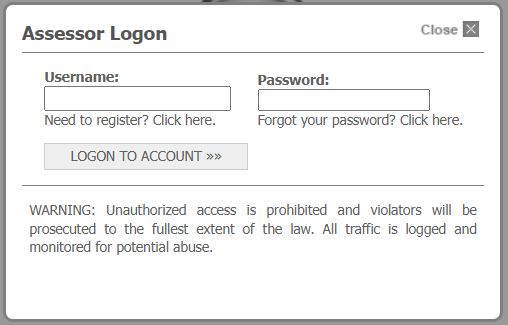 Assessor Logon
Close
Username:
Password:
Need to register? Click here.
Forgot your password? Click here.
LOGON TO ACCOUNT »»
WARNING: Unauthorized access is prohibited and violators will be
prosecuted to the fullest extent of the law. All traffic is logged and
monitored for potential abuse.